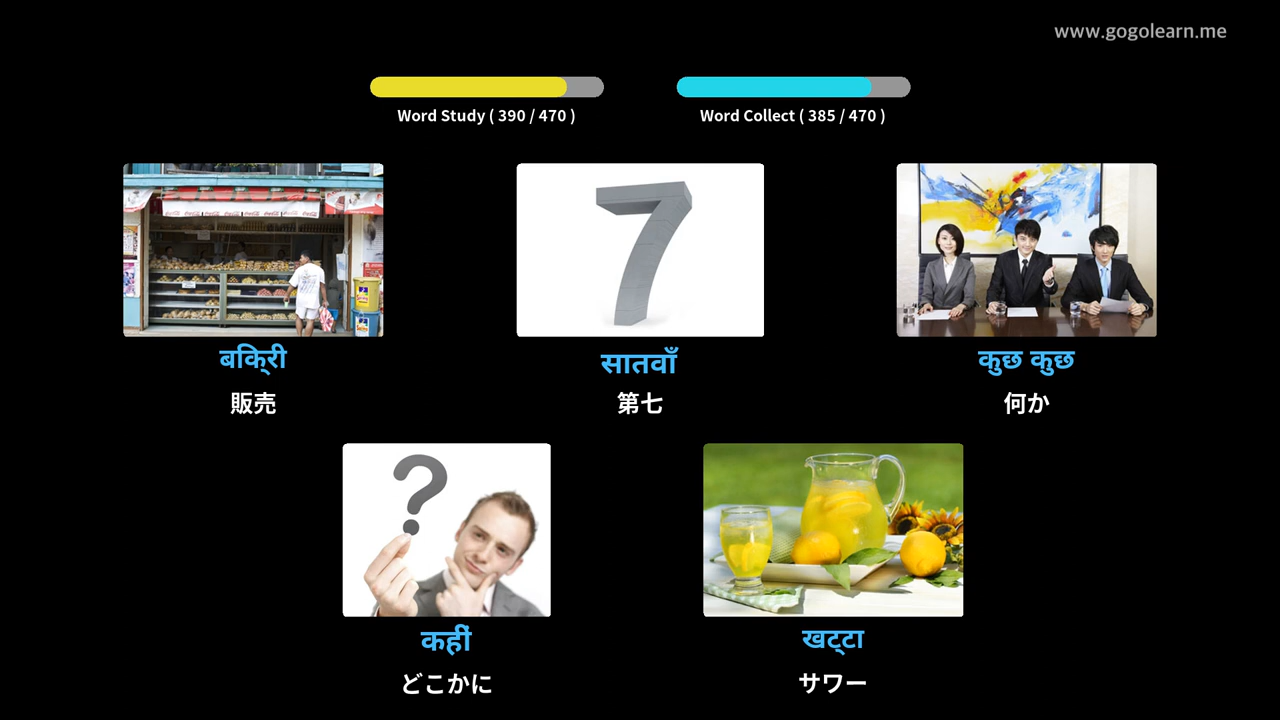 www.gogolearn.me
Word Study ( 390 / 470 )
Word Collect ( 385 / 470 )
बिक्री
販売
सातवाँ
第七
कुछ कुछ
何か
कहीं
どこかに
खट्टा
サワー